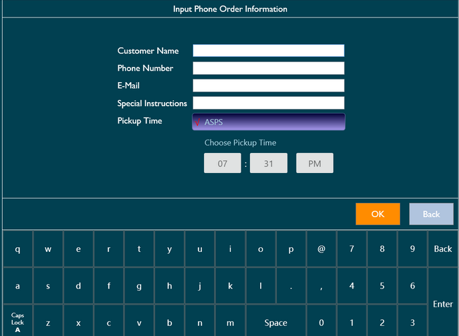 Input Phone Order Information
Customer Name
Phone Number
E-Mail
Special Instructions
Pickup Time
ASPS
Choose Pickup Time
07 : 31 PM
OK Back
q w e r t y u i o p @ 7 8 9 Back
a s d f g h j k l . , 4 5 6
Enter
Caps
Lock
A
z x c v b n m Space 0 1 2 3